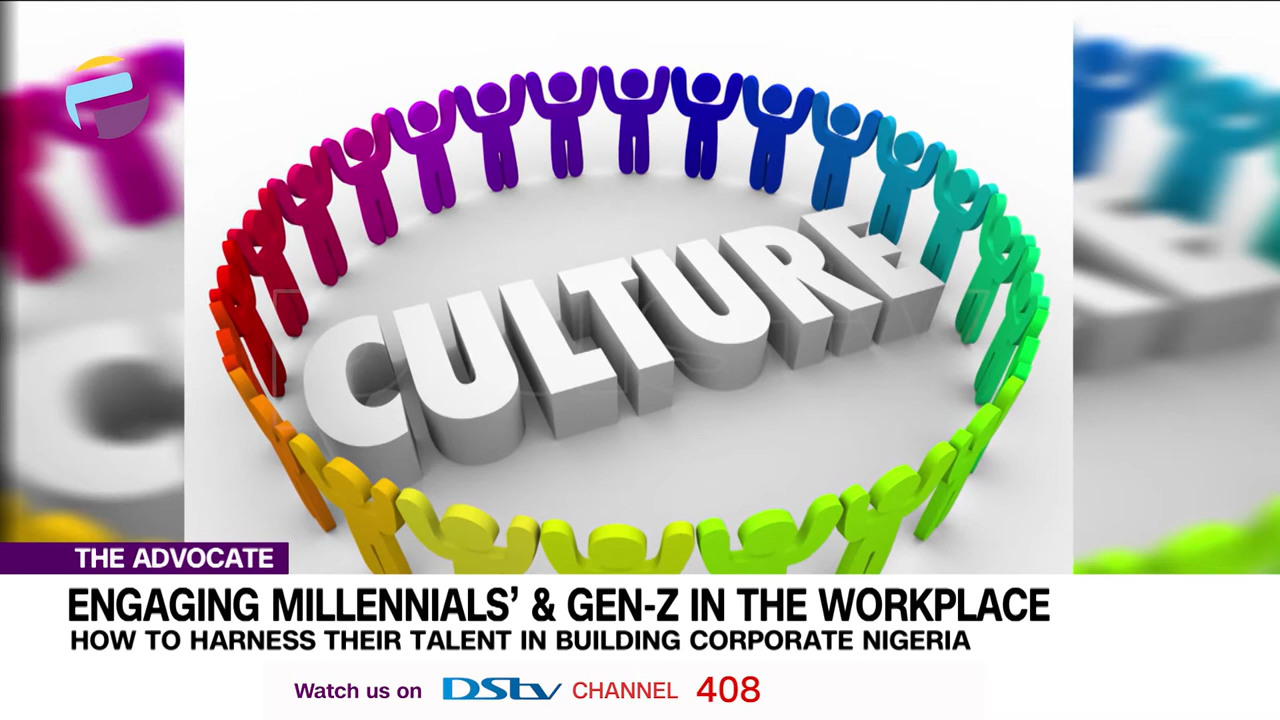 CULTURE
THE ADVOCATE
ENGAGING MILLENNIALS' & GEN-Z IN THE WORKPLACE
HOW TO HARNESS THEIR TALENT IN BUILDING CORPORATE NIGERIA
Watch us on DStv CHANNEL 408